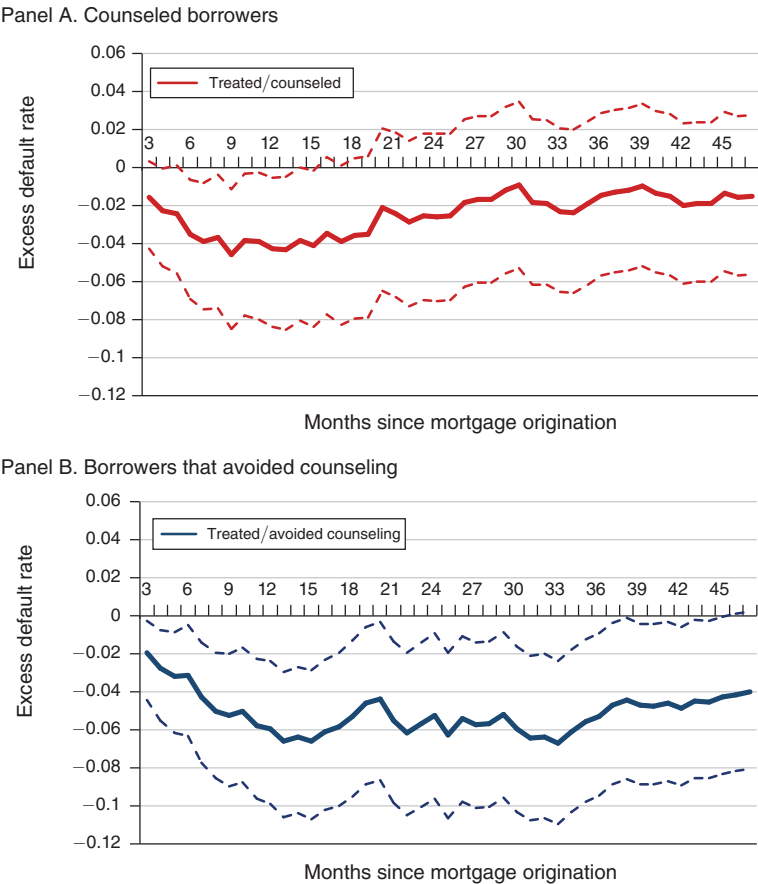 Panel A. Counseled borrowers
0.06
0.04
Treated/counseled
0.02
3 6 9 12 15 18 21 24 27 30 33 36 39 42 45
0
−0.02
−0.04
−0.06
−0.08
−0.1
−0.12
Excess default rate
Months since mortgage origination
Panel B. Borrowers that avoided counseling
0.06
0.04
Treated/avoided counseling
0.02
3 6 9 12 15 18 21 24 27 30 33 36 39 42 45
0
−0.02
−0.04
−0.06
−0.08
−0.1
−0.12
Excess default rate
Months since mortgage origination